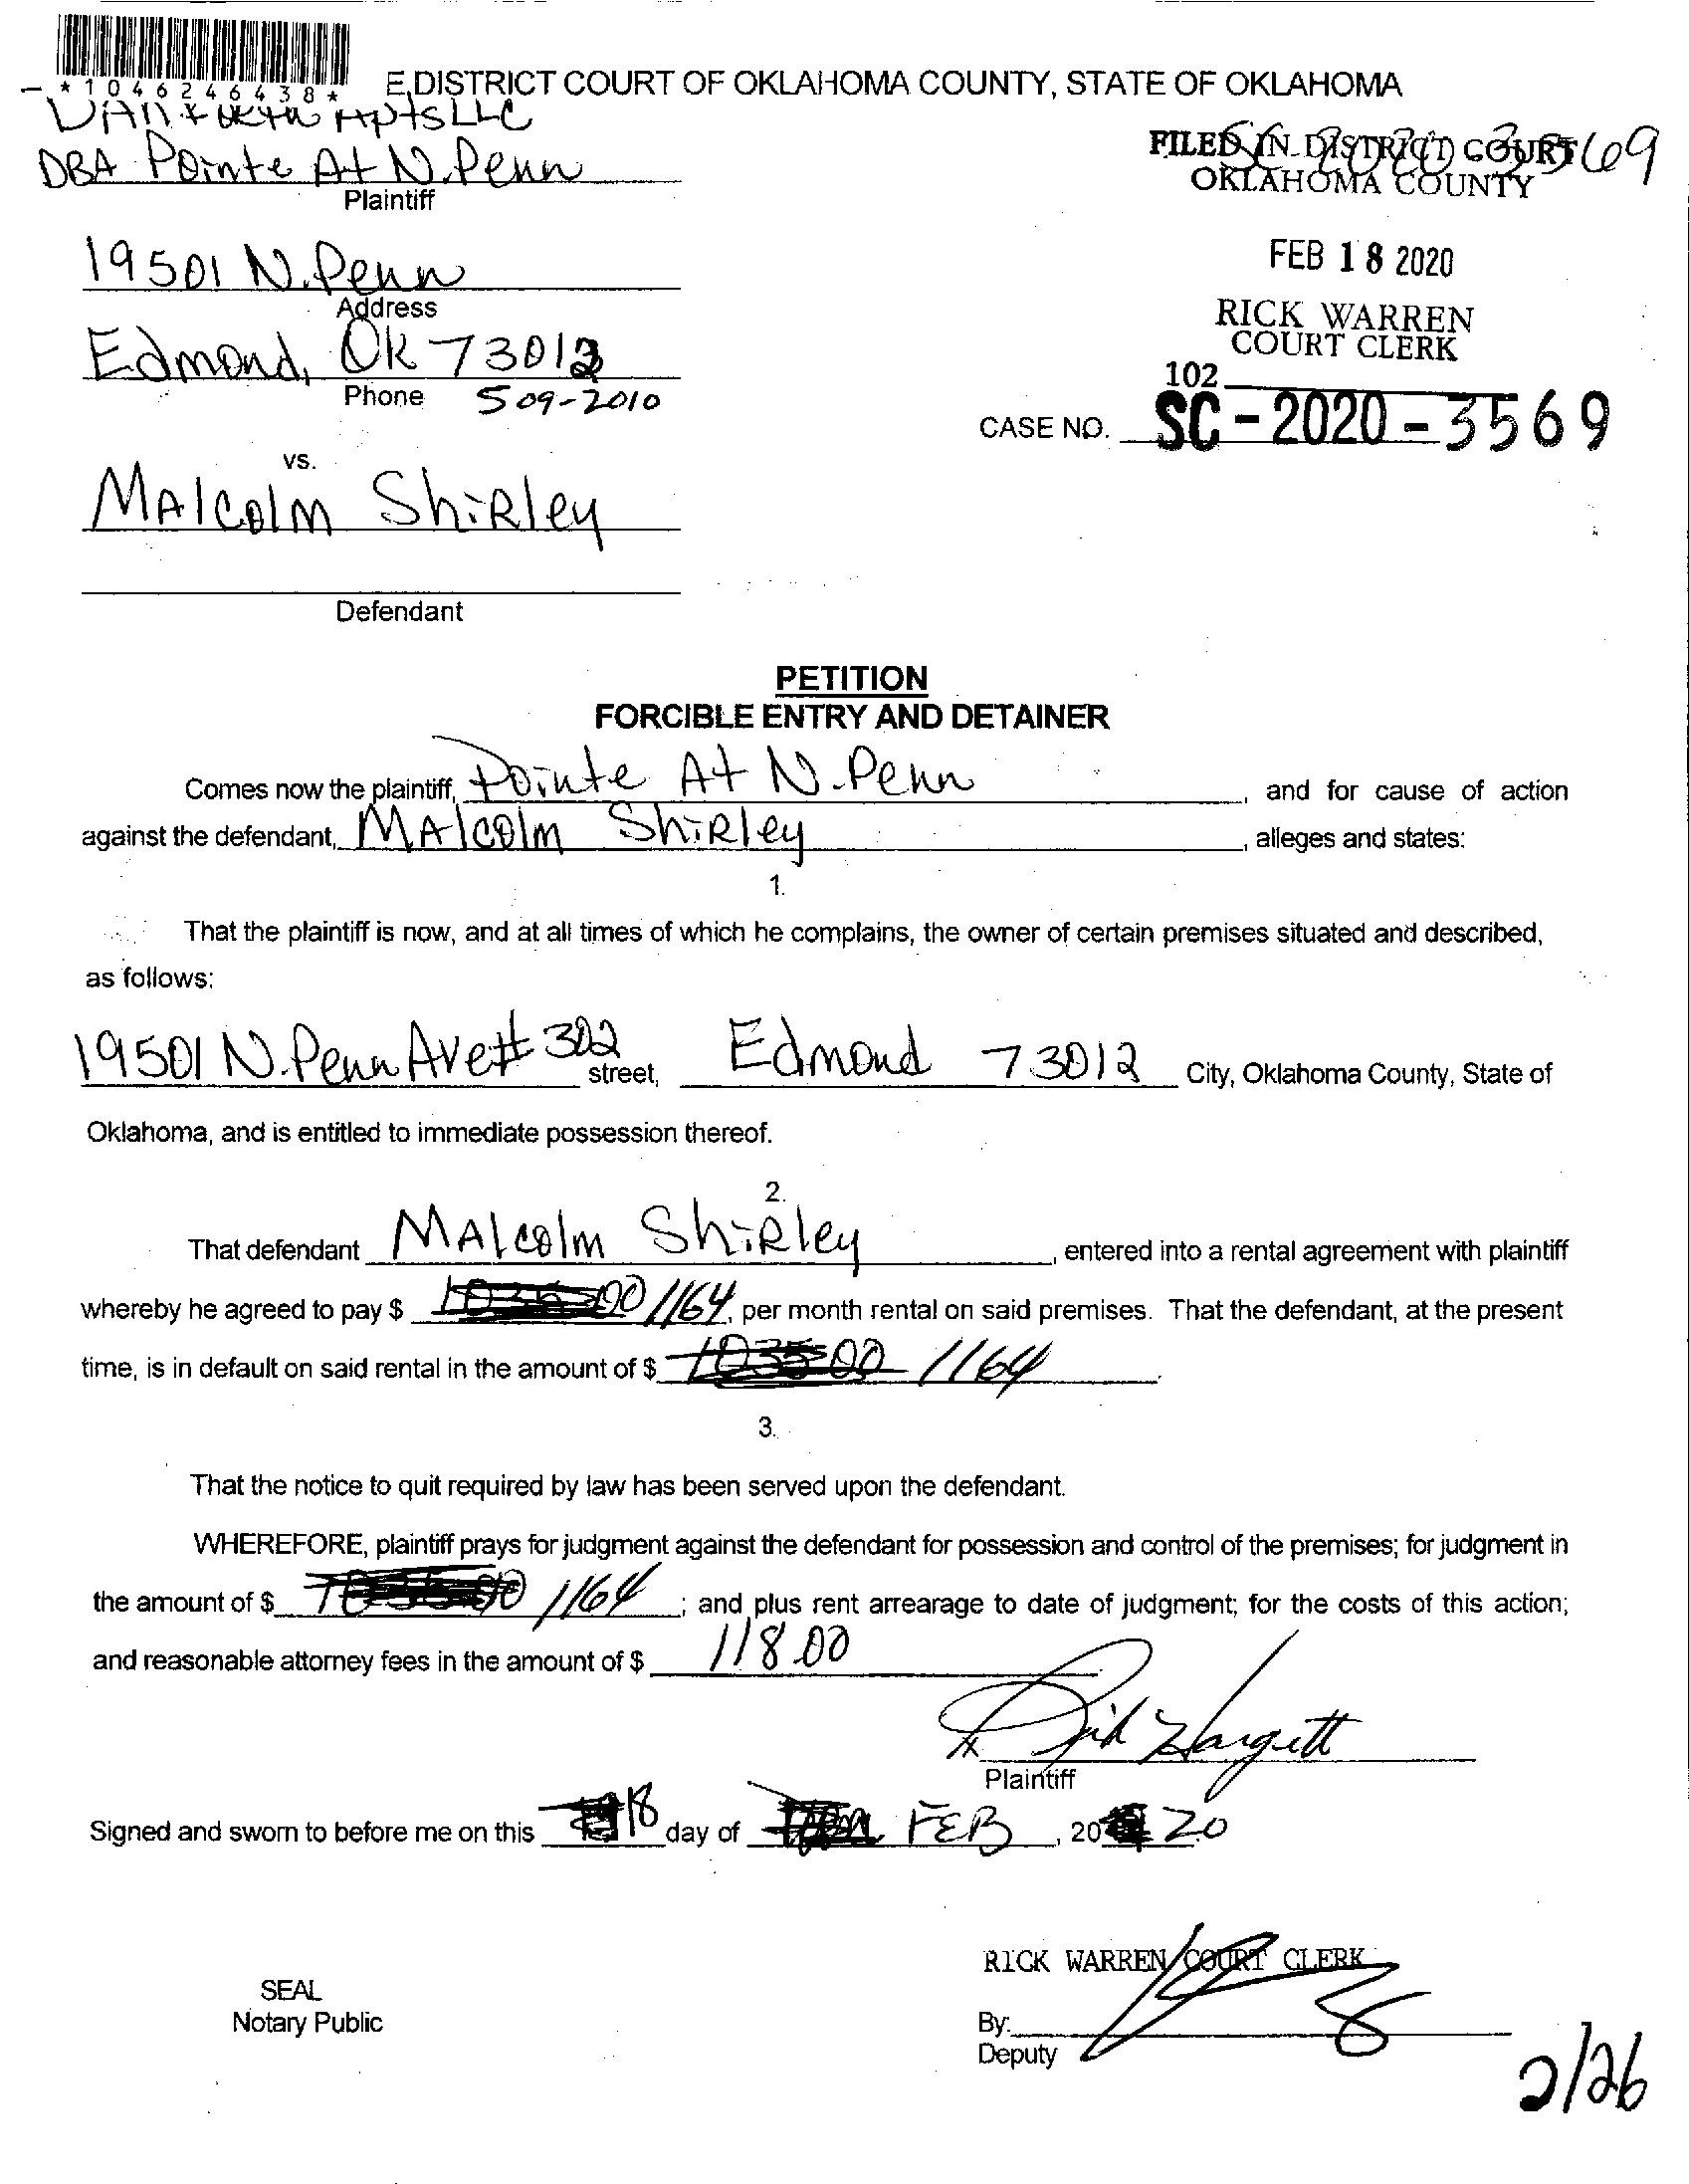 *1046246438*
E DISTRICT COURT OF OKLAHOMA COUNTY, STATE OF OKLAHOMA
Apts LLC
DBA Pointe At N. Penn
Plaintiff
FILED IN DISTRICT COURT
OKLAHOMA COUNTY
19501 N. Penn
Address
FEB 18 2020
RICK WARREN
COURT CLERK
Edmond, OK 73012
Phone 509-2010
102
CASE NO. SC-2020-3569
vs.
MAlcolm ShiRley
Defendant
PETITION
FORCIBLE ENTRY AND DETAINER
Comes now the plaintiff, Pointe At N. Penn and for cause of action
against the defendant, MAlcolm ShiRley, alleges and states:
1.
That the plaintiff is now, and at all times of which he complains, the owner of certain premises situated and described,
as follows:
19501 N. Penn Ave # 302 street, Edmond 73012 City, Oklahoma County, State of
Oklahoma, and is entitled to immediate possession thereof.
2.
That defendant MAlcolm ShiRley, entered into a rental agreement with plaintiff
whereby he agreed to pay $ 1035.00 1164, per month rental on said premises. That the defendant, at the present
time, is in default on said rental in the amount of $ 1035.00 1164.
3.
That the notice to quit required by law has been served upon the defendant.
WHEREFORE, plaintiff prays for judgment against the defendant for possession and control of the premises; for judgment in
the amount of $ 1035.00 1164; and plus rent arrearage to date of judgment; for the costs of this action;
and reasonable attorney fees in the amount of $ 118.00
Hargett
Plaintiff
Signed and sworn to before me on this 18 day of FEB, 20 20
RICK WARREN COURT CLERK
SEAL
Notary Public
By:
Deputy
2/26